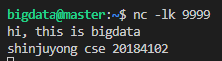 bigdata@master:~$ nc -lk 9999
hi, this is bigdata
shinjuyong cse 20184102